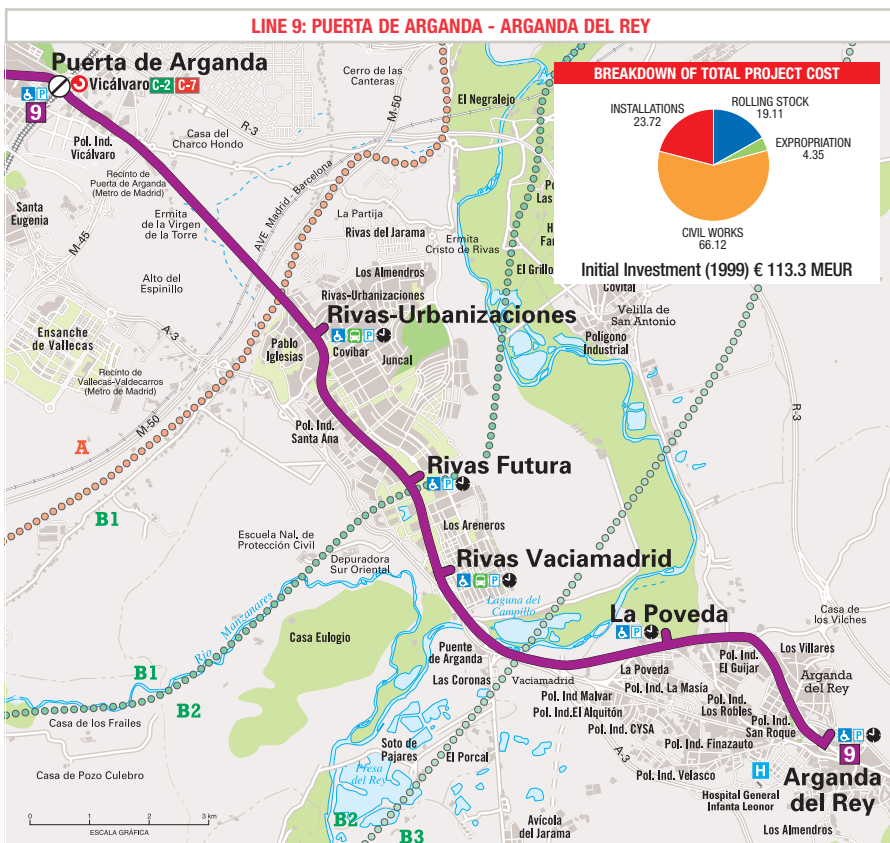 LINE 9: PUERTA DE ARGANDA - ARGANDA DEL REY
Puerta de Arganda
Vicálvaro C-2 C-7
P
9
Pol. Ind.
Vicálvaro
Casa del
Charco Hondo
R-3
Cerro de las
Canteras
M-50
El Negralejo
A
BREAKDOWN OF TOTAL PROJECT COST
INSTALLATIONS
23.72
ROLLING STOCK
19.11
EXPROPRIATION
4.35
CIVIL WORKS
66.12
Initial Investment (1999) € 113.3 MEUR
Recinto de
Puerta de Arganda
(Metro de Madrid)
Santa
Eugenia
M-45
Ermita
de la Virgen
de la Torre
AVE Madrid - Barcelona
La Partija
Rivas del Jarama
Ermita
Cristo de Rivas
Las
El Grillo
Covital
Alto del
Espinillo
Los Almendros
Rivas-Urbanizaciones
Rivas-Urbanizaciones
P
Covibar
Juncal
Pablo
Iglesias
Velilla de
San Antonio
Polígono
Industrial
A-3
Ensanche
de Vallecas
Recinto de
Vallecas-Valdecarros
(Metro de Madrid)
M-50
R-3
Pol. Ind.
Santa Ana
A
B1
Rivas Futura
P
Los Areneros
Escuela Nal. de
Protección Civil
Depuradora
Sur Oriental
Rivas Vaciamadrid
P
Laguna del
Campillo
Río Manzanares
Casa Eulogio
La Poveda
P
Casa de
los Vilches
Puente
de Arganda
Las Coronas
Vaciamadrid
La Poveda
Pol. Ind.
El Guijar
Los Villares
Arganda
del Rey
B1
B2
Pol. Ind Malvar
Pol. Ind. La Masía
Pol. Ind.El Alquitón
Pol. Ind.
Los Robles
Pol. Ind.
San Roque
Pol. Ind. CYSA
Pol. Ind. Finazauto
A-3
Pol. Ind. Velasco
Casa de los Frailes
Casa de Pozo Culebro
Soto de
Pajares
El Porcal
Presa
del Rey
P
9
Arganda
del Rey
H
Hospital General
Infanta Leonor
Los Almendros
B2
B3
Avícola
del Jarama
0 1 2 3 km
ESCALA GRÁFICA